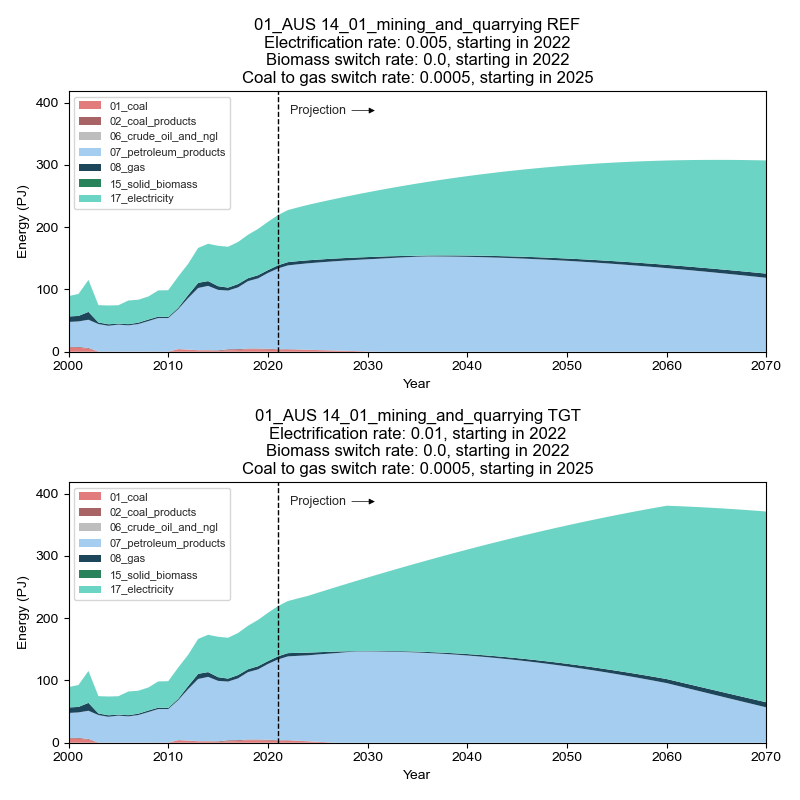 01_AUS 14_01_mining_and_quarrying REF
Electrification rate: 0.005, starting in 2022
Biomass switch rate: 0.0, starting in 2022
Coal to gas switch rate: 0.0005, starting in 2025
400
300
200
100
0
Energy (PJ)
01_coal
02_coal_products
06_crude_oil_and_ngl
07_petroleum_products
08_gas
15_solid_biomass
17_electricity
Projection
2000 2010 2020 2030 2040 2050 2060 2070
Year
01_AUS 14_01_mining_and_quarrying TGT
Electrification rate: 0.01, starting in 2022
Biomass switch rate: 0.0, starting in 2022
Coal to gas switch rate: 0.0005, starting in 2025
400
300
200
100
0
Energy (PJ)
01_coal
02_coal_products
06_crude_oil_and_ngl
07_petroleum_products
08_gas
15_solid_biomass
17_electricity
Projection
2000 2010 2020 2030 2040 2050 2060 2070
Year